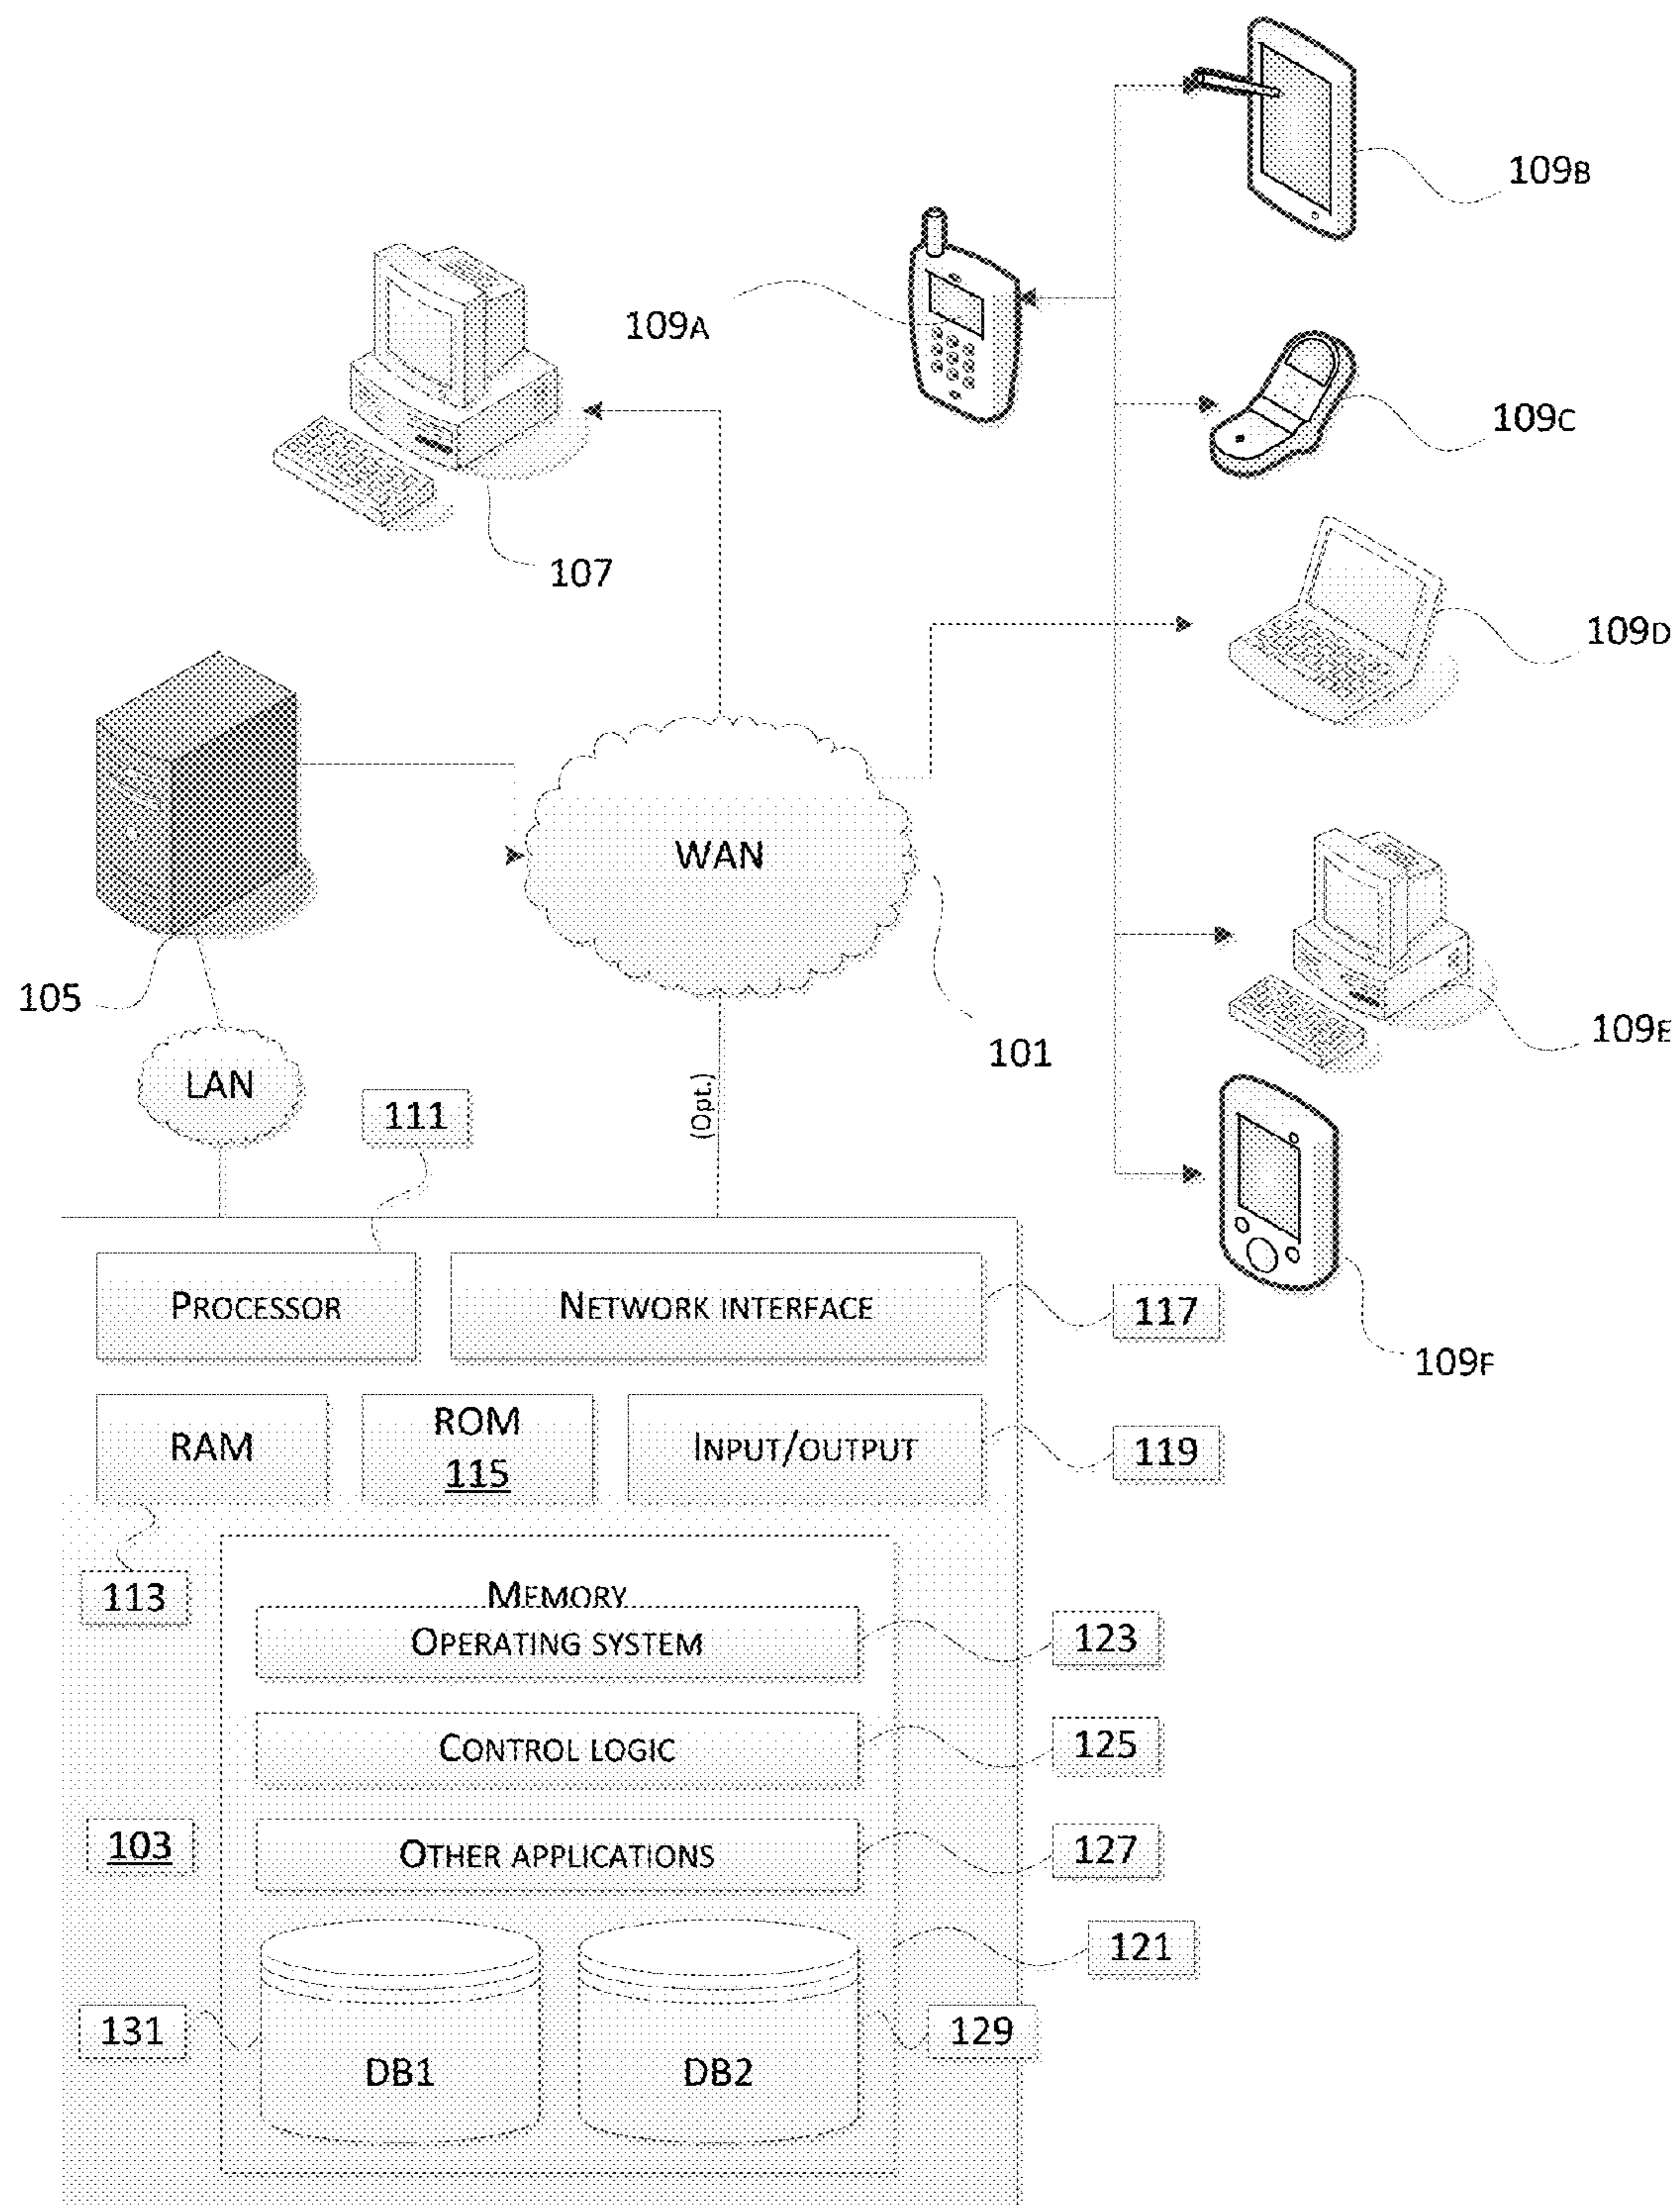 109B
109A
109C
107
109D
WAN
105
101
109E
LAN
111
(Opt.)
PROCESSOR
NETWORK INTERFACE
117
109F
RAM
ROM
115
INPUT/OUTPUT
119
113
MEMORY
OPERATING SYSTEM
123
CONTROL LOGIC
125
103
OTHER APPLICATIONS
127
121
131
129
DB1
DB2